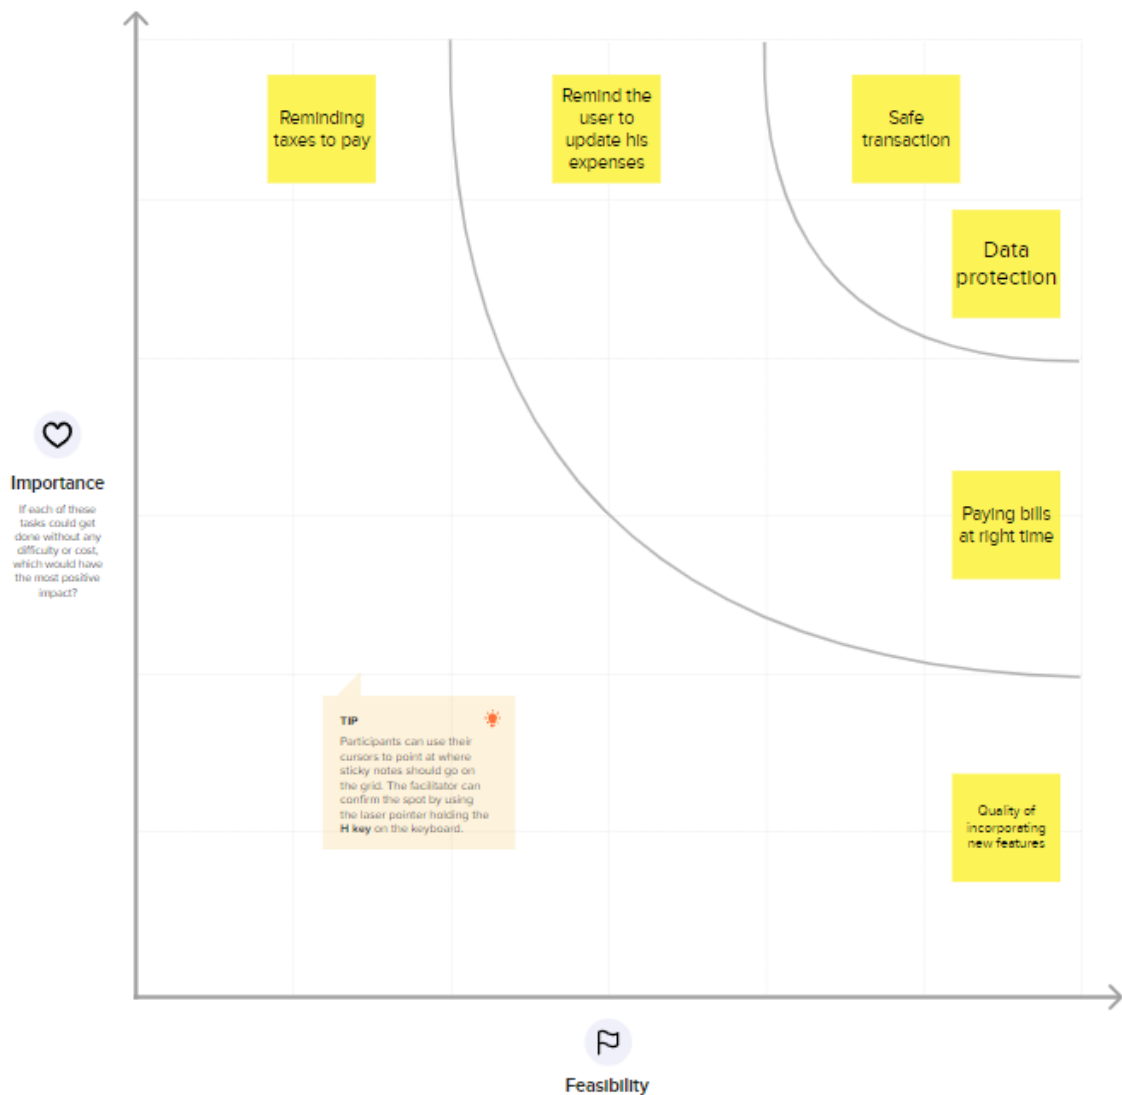 Reminding
taxes to pay
Remind the
user to
update his
expenses
Safe
transaction
Data
protection
Importance
If each of these
tasks could get
done without any
difficulty or cost,
which would have
the most positive
impact?
Paying bills
at right time
TIP
Participants can use their
cursors to point at where
sticky notes should go on
the grid. The facilitator can
confirm the spot by using
the laser pointer holding the
H key on the keyboard.
Quality of
incorporating
new features
Feasibility